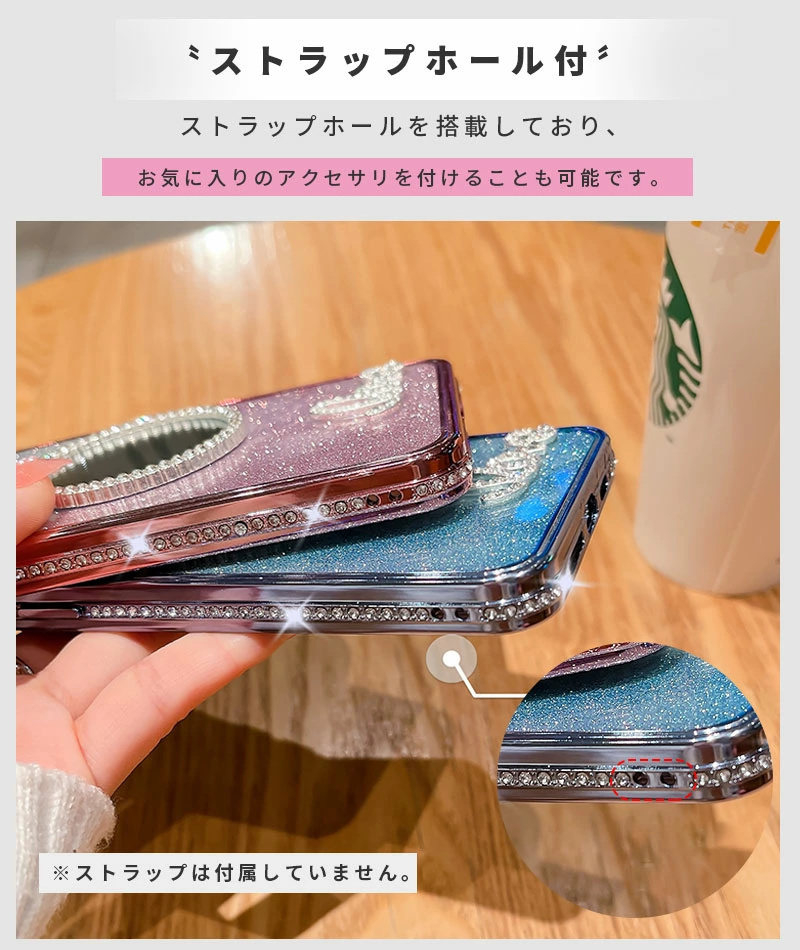 〝ストラップホール付〞
ストラップホールを搭載しており、
お気に入りのアクセサリを付けることも可能です。
※ストラップは付属していません。